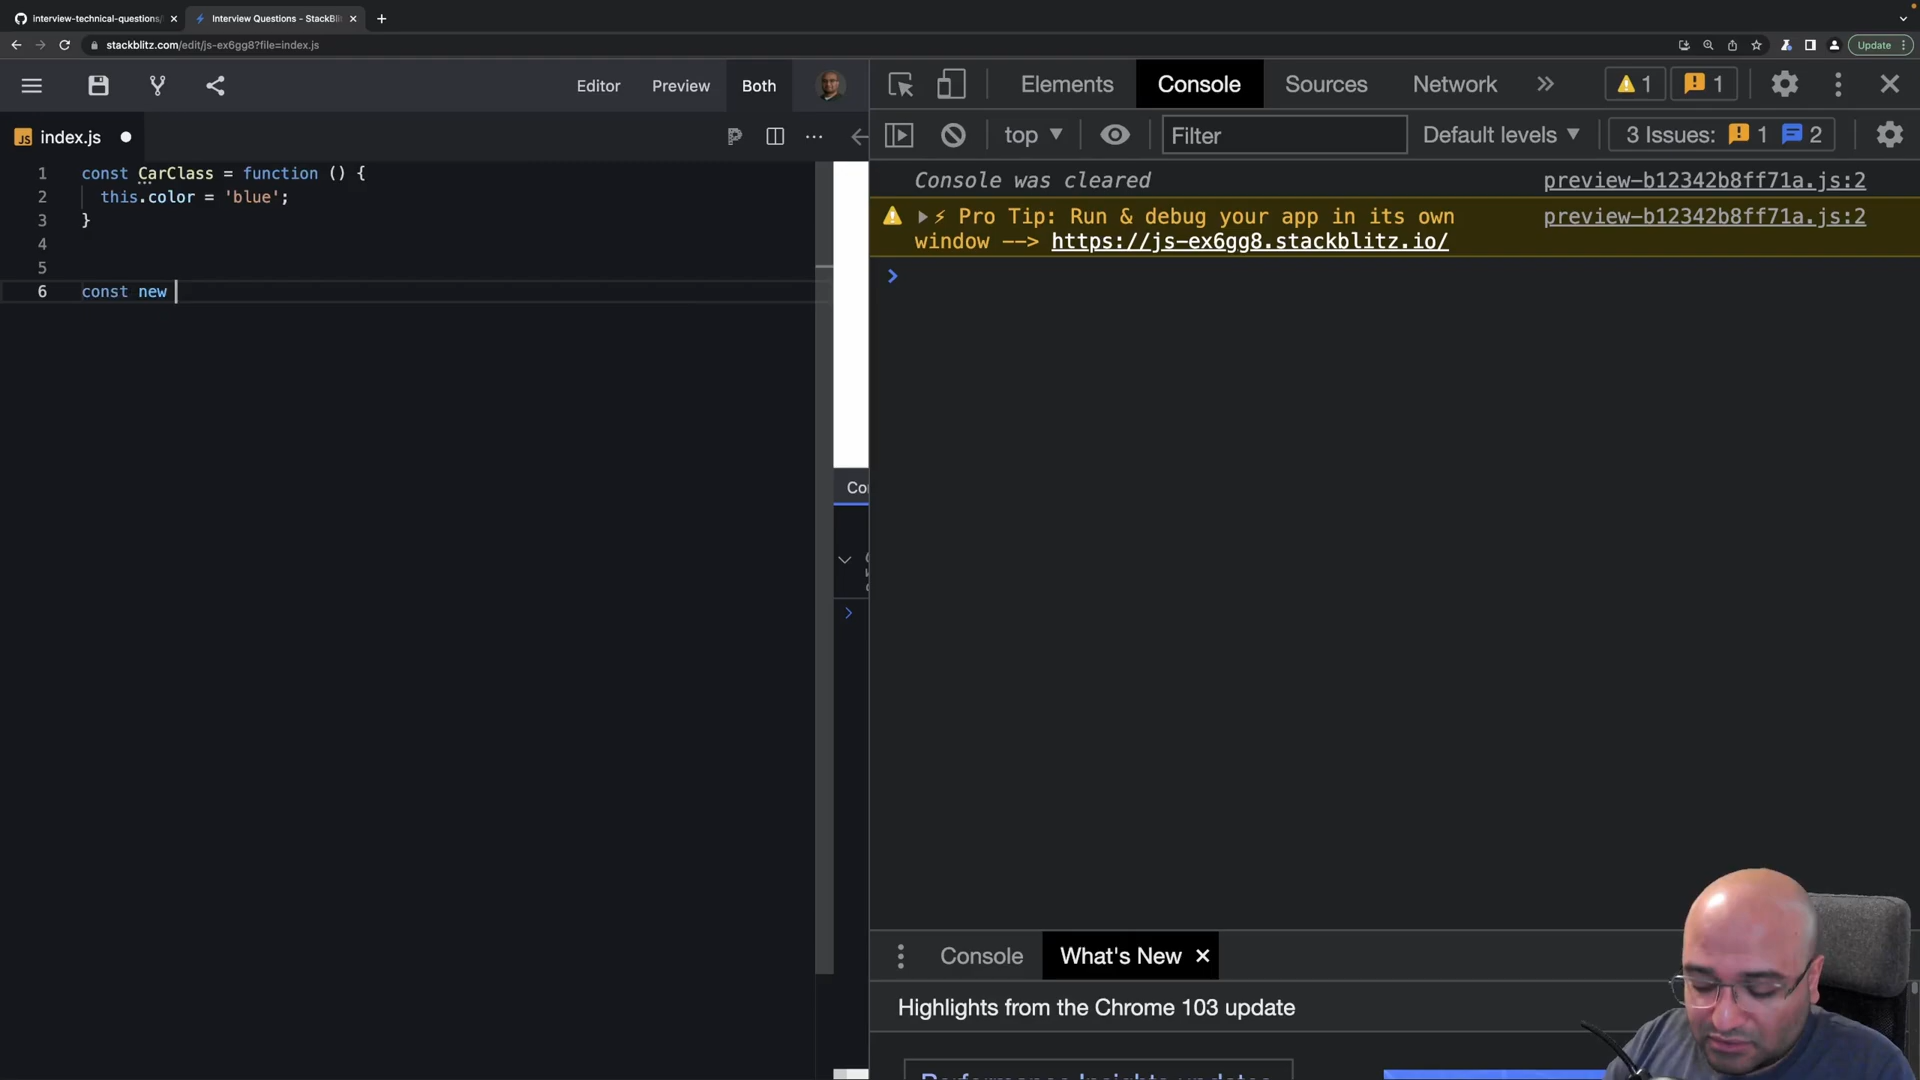 interview-technical-questions/
Interview Questions - StackBli
stackblitz.com/edit/js-ex6gg8?file=index.js
Update
Editor
Preview
Both
Elements
Console
Sources
Network
1
1
JS index.js
top
Filter
Default levels
3 Issues:
1
2
1 const CarClass = function () {
2 this.color = 'blue';
3 }
4
5
6 const new
Console was cleared
preview-b12342b8ff71a.js:2
⚡ Pro Tip: Run & debug your app in its own
window --> https://js-ex6gg8.stackblitz.io/
preview-b12342b8ff71a.js:2
Console
What's New
Highlights from the Chrome 103 update